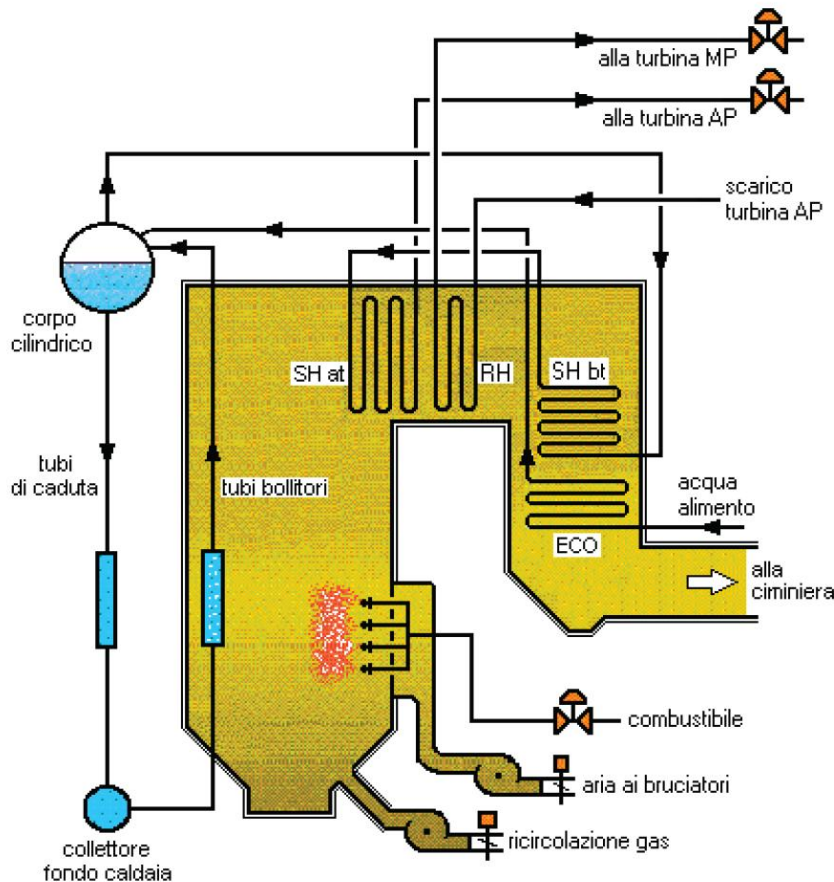 alla turbina MP
alla turbina AP
scarico
turbina AP
corpo
cilindrico
SH at
RH
SH bt
tubi
di caduta
tubi bollitori
acqua
alimento
ECO
alla
ciminiera
combustibile
aria ai bruciatori
ricircolazione gas
collettore
fondo caldaia